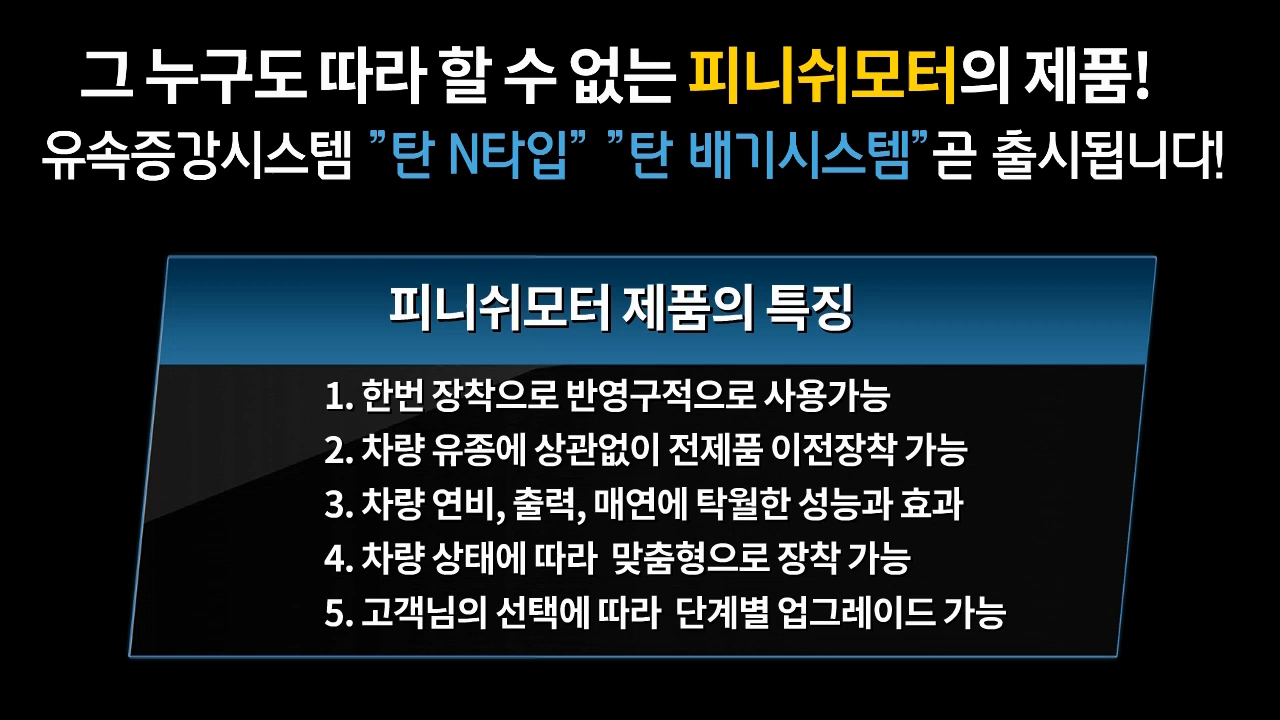 그 누구도 따라 할 수 없는 피니쉬모터의 제품!
유속증강시스템 ”탄 N타입” ”탄 배기시스템”곧 출시됩니다!
피니쉬모터 제품의 특징
1. 한번 장착으로 반영구적으로 사용가능
2. 차량 유종에 상관없이 전제품 이전장착 가능
3. 차량 연비, 출력, 매연에 탁월한 성능과 효과
4. 차량 상태에 따라 맞춤형으로 장착 가능
5. 고객님의 선택에 따라 단계별 업그레이드 가능